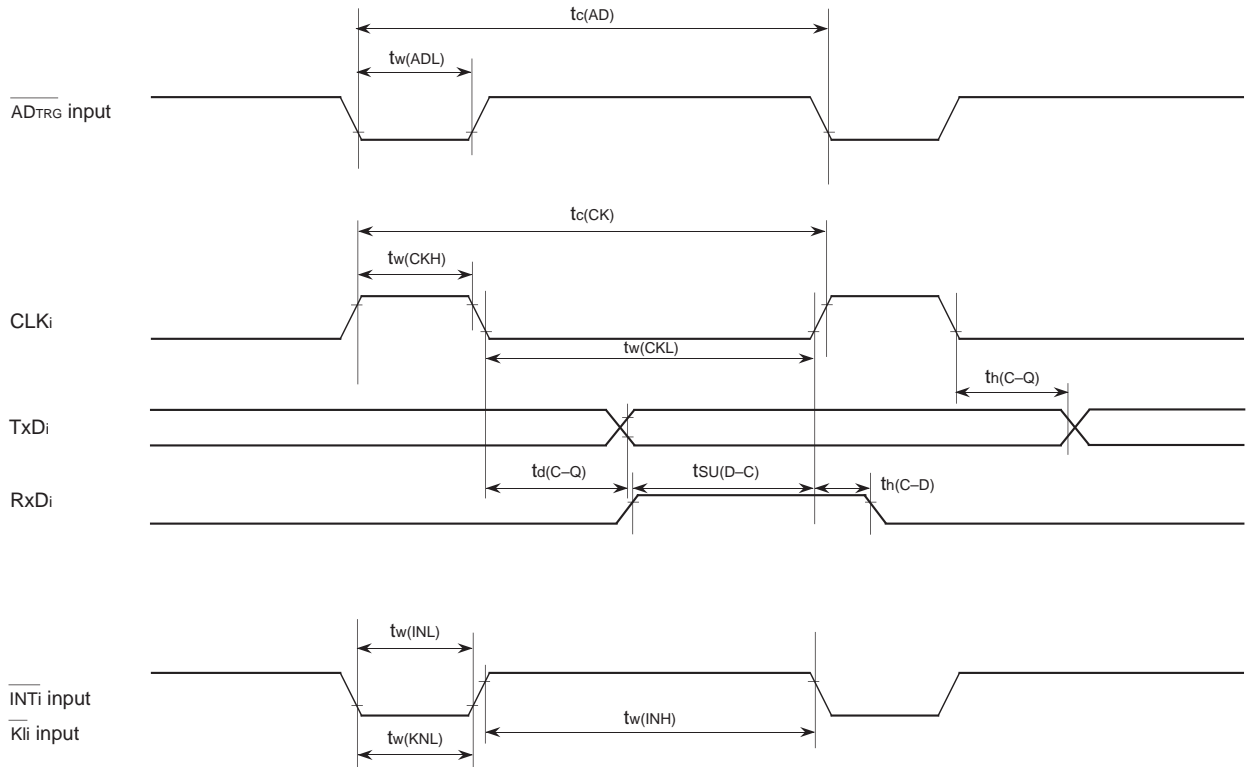 tc(AD)
tw(ADL)
ADTRG input
tc(CK)
tw(CKH)
CLKi
tw(CKL)
th(C–Q)
TxDi
td(C–Q)
tSU(D–C)
th(C–D)
RxDi
tw(INL)
INTi input
KIi input
tw(INH)
tw(KNL)